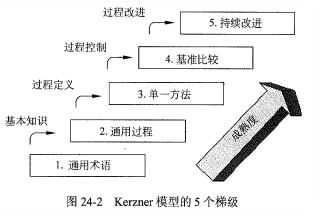 过程改进
5. 持续改进
过程控制
4. 基准比较
过程定义
3. 单一方法
基本知识
2. 通用过程
1. 通用术语
成熟度
图 24-2 Kerzner 模型的 5 个梯级